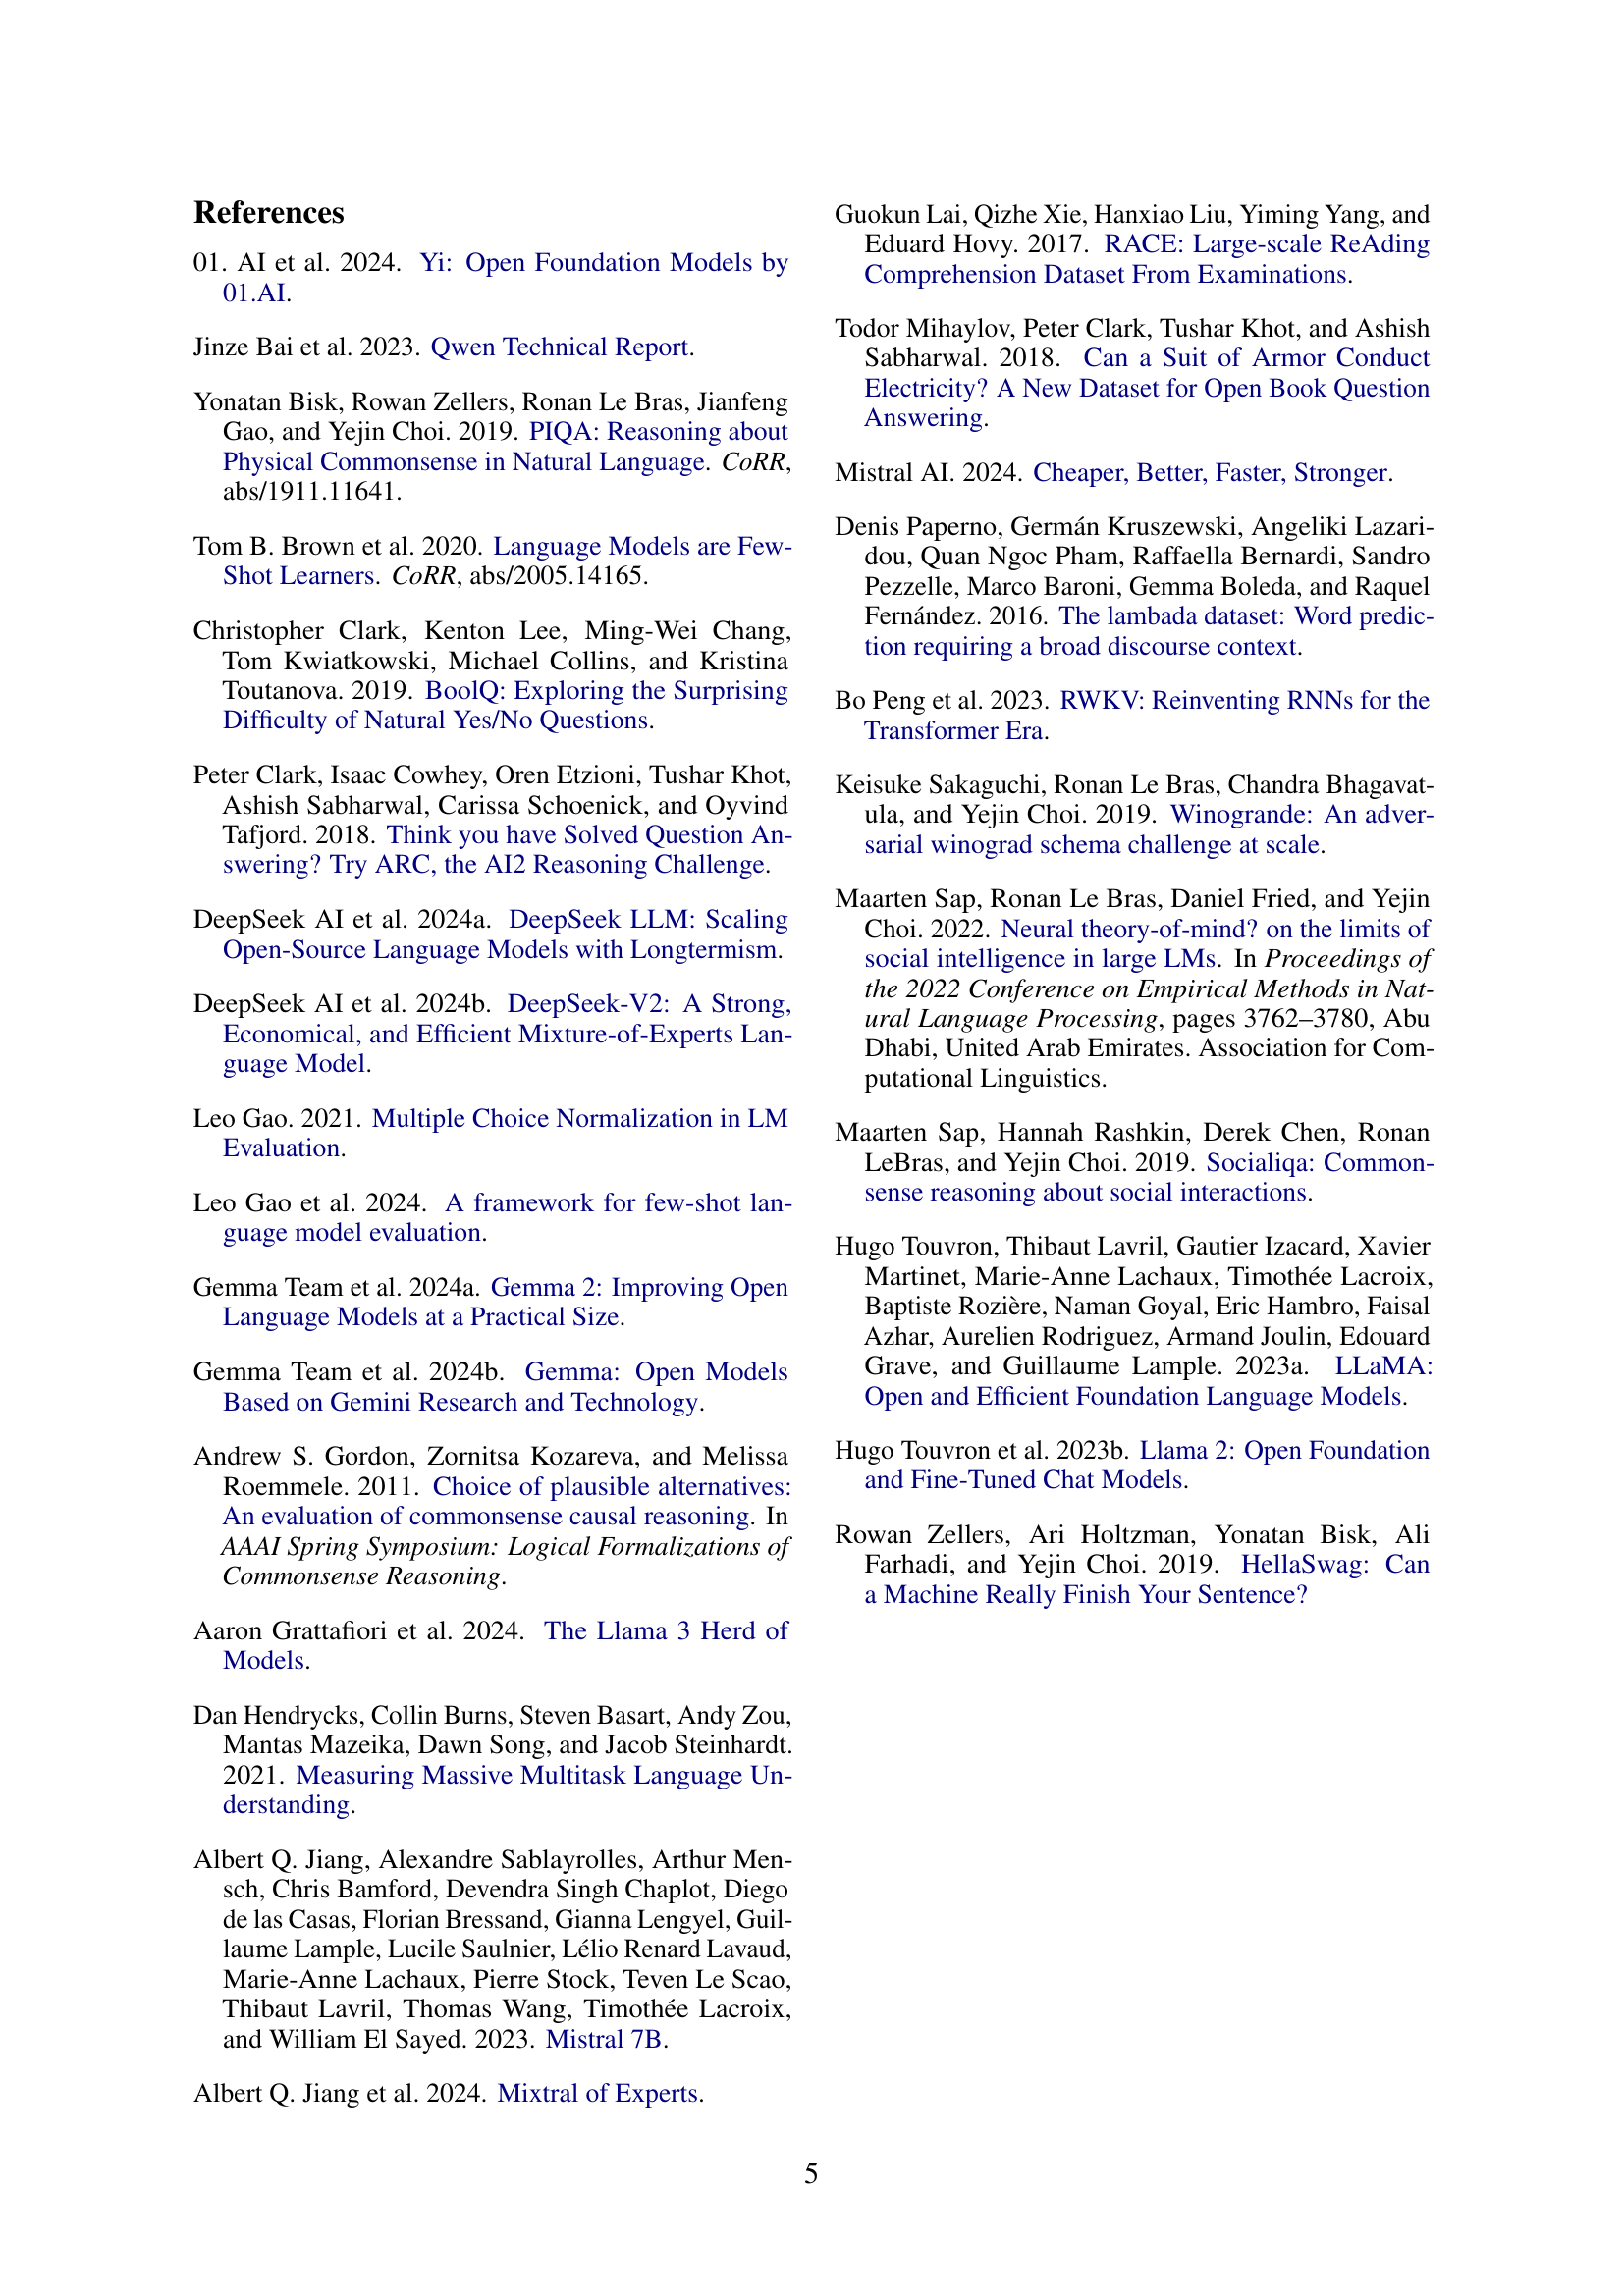 References
01. AI et al. 2024. Yi: Open Foundation Models by
01.AI.
Jinze Bai et al. 2023. Qwen Technical Report.
Yonatan Bisk, Rowan Zellers, Ronan Le Bras, Jianfeng
Gao, and Yejin Choi. 2019. PIQA: Reasoning about
Physical Commonsense in Natural Language. CoRR,
abs/1911.11641.
Tom B. Brown et al. 2020. Language Models are Few-
Shot Learners. CoRR, abs/2005.14165.
Christopher Clark, Kenton Lee, Ming-Wei Chang,
Tom Kwiatkowski, Michael Collins, and Kristina
Toutanova. 2019. BoolQ: Exploring the Surprising
Difficulty of Natural Yes/No Questions.
Peter Clark, Isaac Cowhey, Oren Etzioni, Tushar Khot,
Ashish Sabharwal, Carissa Schoenick, and Oyvind
Tafjord. 2018. Think you have Solved Question An-
swering? Try ARC, the AI2 Reasoning Challenge.
DeepSeek AI et al. 2024a. DeepSeek LLM: Scaling
Open-Source Language Models with Longtermism.
DeepSeek AI et al. 2024b. DeepSeek-V2: A Strong,
Economical, and Efficient Mixture-of-Experts Lan-
guage Model.
Leo Gao. 2021. Multiple Choice Normalization in LM
Evaluation.
Leo Gao et al. 2024. A framework for few-shot lan-
guage model evaluation.
Gemma Team et al. 2024a. Gemma 2: Improving Open
Language Models at a Practical Size.
Gemma Team et al. 2024b. Gemma: Open Models
Based on Gemini Research and Technology.
Andrew S. Gordon, Zornitsa Kozareva, and Melissa
Roemmele. 2011. Choice of plausible alternatives:
An evaluation of commonsense causal reasoning. In
AAAI Spring Symposium: Logical Formalizations of
Commonsense Reasoning.
Aaron Grattafiori et al. 2024. The Llama 3 Herd of
Models.
Dan Hendrycks, Collin Burns, Steven Basart, Andy Zou,
Mantas Mazeika, Dawn Song, and Jacob Steinhardt.
2021. Measuring Massive Multitask Language Un-
derstanding.
Albert Q. Jiang, Alexandre Sablayrolles, Arthur Men-
sch, Chris Bamford, Devendra Singh Chaplot, Diego
de las Casas, Florian Bressand, Gianna Lengyel, Guil-
laume Lample, Lucile Saulnier, Lélio Renard Lavaud,
Marie-Anne Lachaux, Pierre Stock, Teven Le Scao,
Thibaut Lavril, Thomas Wang, Timothée Lacroix,
and William El Sayed. 2023. Mistral 7B.
Albert Q. Jiang et al. 2024. Mixtral of Experts.
Guokun Lai, Qizhe Xie, Hanxiao Liu, Yiming Yang, and
Eduard Hovy. 2017. RACE: Large-scale ReAding
Comprehension Dataset From Examinations.
Todor Mihaylov, Peter Clark, Tushar Khot, and Ashish
Sabharwal. 2018. Can a Suit of Armor Conduct
Electricity? A New Dataset for Open Book Question
Answering.
Mistral AI. 2024. Cheaper, Better, Faster, Stronger.
Denis Paperno, Germán Kruszewski, Angeliki Lazari-
dou, Quan Ngoc Pham, Raffaella Bernardi, Sandro
Pezzelle, Marco Baroni, Gemma Boleda, and Raquel
Fernández. 2016. The lambada dataset: Word predic-
tion requiring a broad discourse context.
Bo Peng et al. 2023. RWKV: Reinventing RNNs for the
Transformer Era.
Keisuke Sakaguchi, Ronan Le Bras, Chandra Bhagavat-
ula, and Yejin Choi. 2019. Winogrande: An adver-
sarial winograd schema challenge at scale.
Maarten Sap, Ronan Le Bras, Daniel Fried, and Yejin
Choi. 2022. Neural theory-of-mind? on the limits of
social intelligence in large LMs. In Proceedings of
the 2022 Conference on Empirical Methods in Nat-
ural Language Processing, pages 3762–3780, Abu
Dhabi, United Arab Emirates. Association for Com-
putational Linguistics.
Maarten Sap, Hannah Rashkin, Derek Chen, Ronan
LeBras, and Yejin Choi. 2019. Socialiqa: Common-
sense reasoning about social interactions.
Hugo Touvron, Thibaut Lavril, Gautier Izacard, Xavier
Martinet, Marie-Anne Lachaux, Timothée Lacroix,
Baptiste Rozière, Naman Goyal, Eric Hambro, Faisal
Azhar, Aurelien Rodriguez, Armand Joulin, Edouard
Grave, and Guillaume Lample. 2023a. LLaMA:
Open and Efficient Foundation Language Models.
Hugo Touvron et al. 2023b. Llama 2: Open Foundation
and Fine-Tuned Chat Models.
Rowan Zellers, Ari Holtzman, Yonatan Bisk, Ali
Farhadi, and Yejin Choi. 2019. HellaSwag: Can
a Machine Really Finish Your Sentence?
5